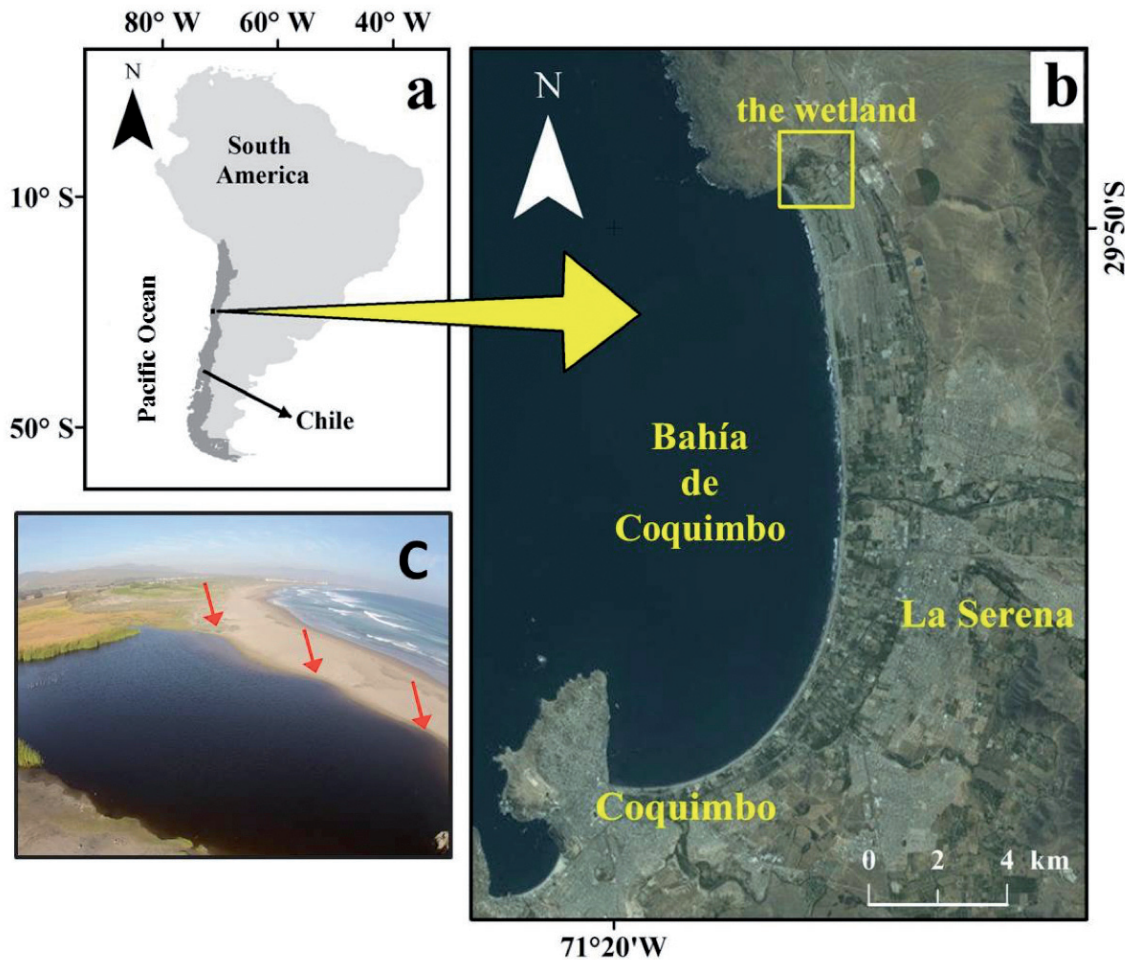 80° W 60° W 40° W
N
a
South
America
10° S
Pacific Ocean
50° S
Chile
C
b
N
the wetland
29°50'S
Bahía
de
Coquimbo
La Serena
Coquimbo
0 2 4 km
71°20'W